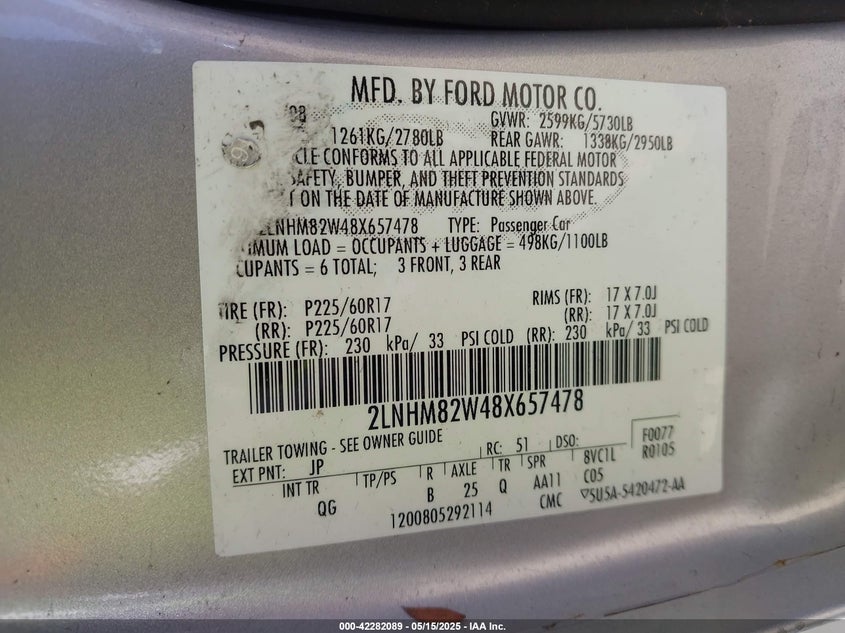 MFD. BY FORD MOTOR CO.
08 GVWR: 2599KG/5730LB
1261KG/2780LB REAR GAWR: 1338KG/2950LB
CLE CONFORMS TO ALL APPLICABLE FEDERAL MOTOR
SAFETY, BUMPER, AND THEFT PREVENTION STANDARDS
T ON THE DATE OF MANUFACTURE SHOWN ABOVE.
LNHM82W48X657478 TYPE: Passenger Car
IMUM LOAD = OCCUPANTS + LUGGAGE = 498KG/1100LB
CUPANTS = 6 TOTAL; 3 FRONT, 3 REAR
TIRE (FR): P225/60R17 RIMS (FR): 17 X 7.0J
(RR): P225/60R17 (RR): 17 X 7.0J
PRESSURE (FR): 230 kPa/ 33 PSI COLD (RR): 230 kPa/ 33 PSI COLD
2LNHM82W48X657478
TRAILER TOWING - SEE OWNER GUIDE RC: 51 DSO: F0077
EXT PNT: JP R0105
INT TR TP/PS R AXLE TR SPR 8VC1L
QG B 25 Q AA11 C05
1200805292114 CMC ▽5U5A-5420472-AA
000-42282089 - 05/15/2025 - IAA Inc.